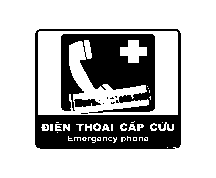 ĐIỆN THOẠI CẤP CỨU
Emergency phone